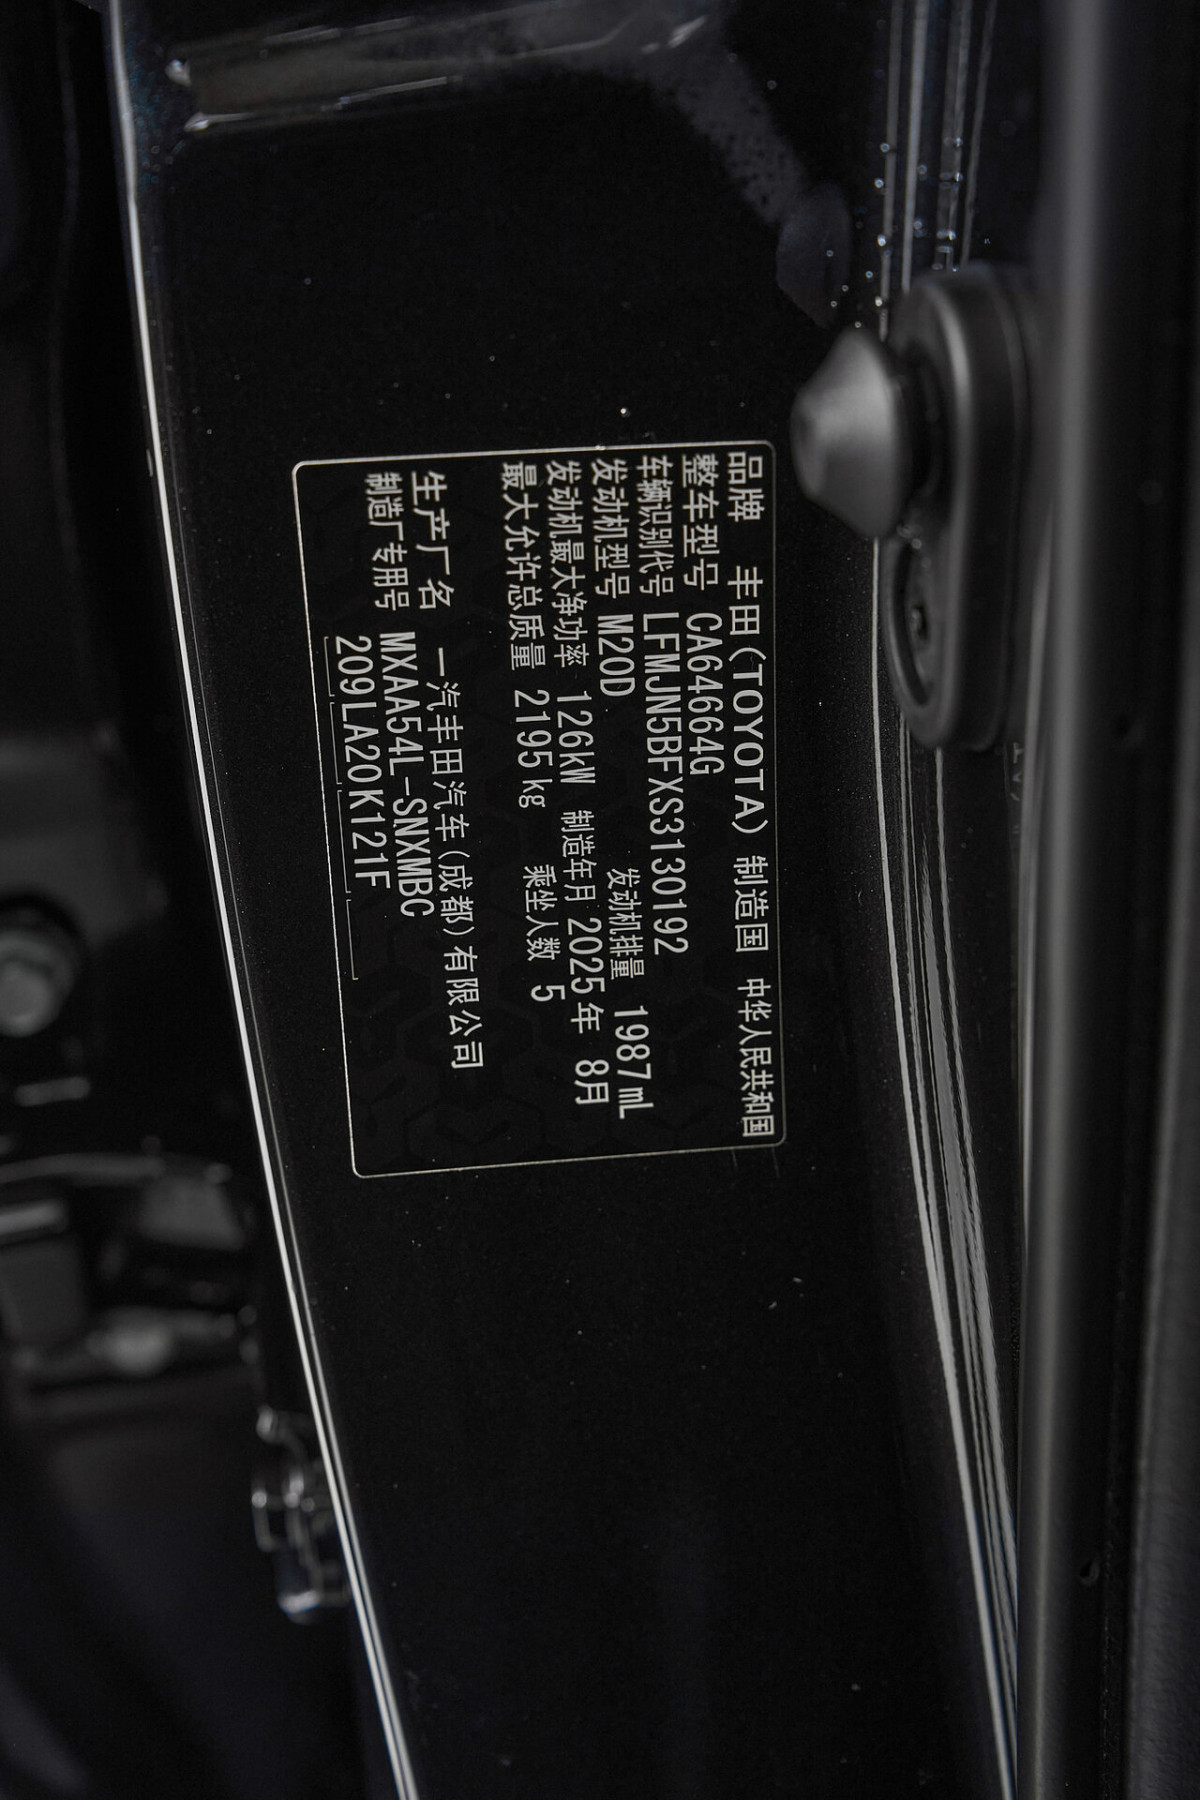 品牌 丰田(TOYOTA) 制造国 中华人民共和国
整车型号 CA64664G
车辆识别代号 LFMJN5BFXS3130192
发动机型号 M20D 发动机排量 1987mL
发动机最大净功率 126kW 制造年月 2025年 8月
最大允许总质量 2195kg 乘坐人数 5
生产厂名 一汽丰田汽车(成都)有限公司
制造厂专用号 MXAA54L-SNXMBC
209LA20K121F